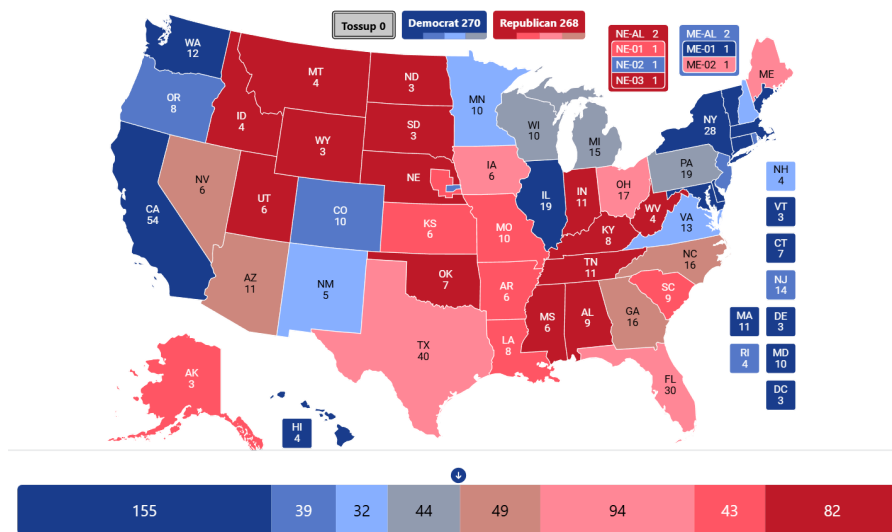 Tossup 0
Democrat 270
Republican 268
NE-AL 2
NE-01 1
NE-02 1
NE-03 1
ME-AL 2
ME-01 1
ME-02 1
WA
12
OR
8
CA
54
NV
6
ID
4
MT
4
WY
3
UT
6
AZ
11
CO
10
NM
5
ND
3
SD
3
NE
KS
6
OK
7
TX
40
MN
10
IA
6
MO
10
AR
6
LA
8
WI
10
IL
19
MI
15
IN
11
OH
17
KY
8
TN
11
MS
6
AL
9
GA
16
FL
30
SC
9
NC
16
VA
13
WV
4
PA
19
NY
28
ME
AK
3
HI
4
NH
4
VT
3
CT
7
NJ
14
MA
11
DE
3
RI
4
MD
10
DC
3
155
39
32
44
49
94
43
82